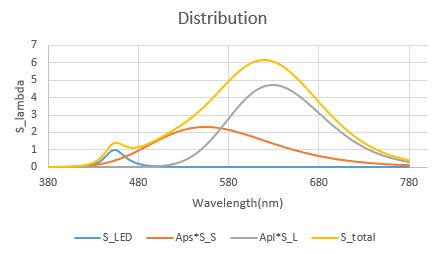 Distribution
7
6
5
4
3
2
1
0
S_lambda
380 480 580 680 780
Wavelength(nm)
S_LED Aps*S_S Apl*S_L S_total